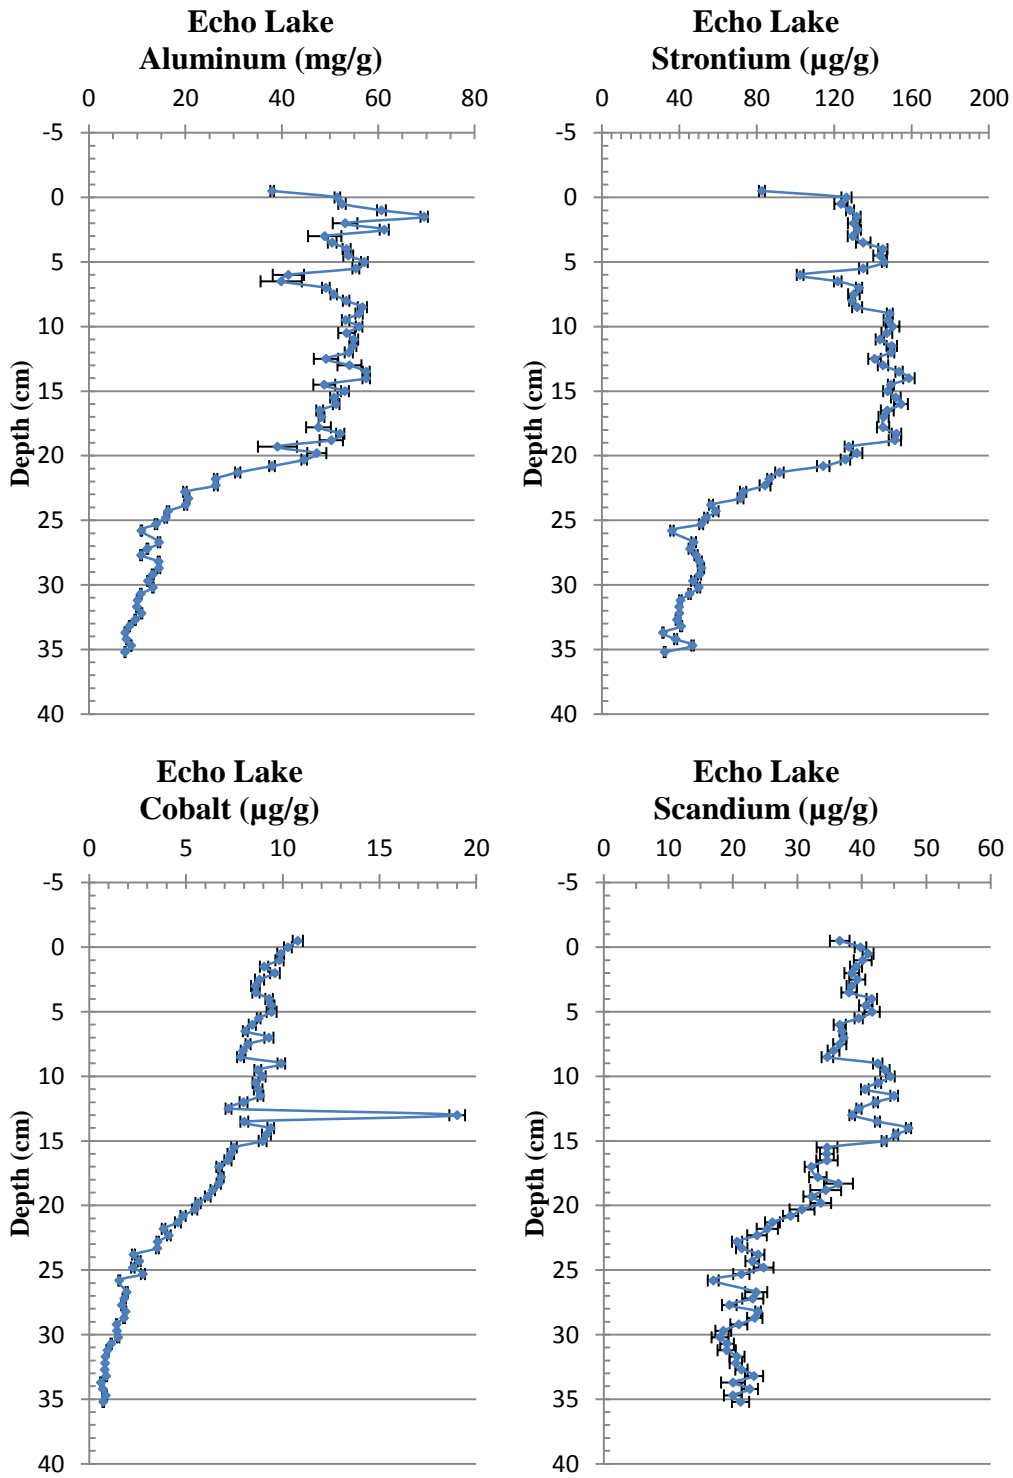 Echo Lake
Aluminum (mg/g)
0 20 40 60 80
-5
0
5
10
15
20
25
30
35
40
Depth (cm)
Echo Lake
Strontium (µg/g)
0 40 80 120 160 200
-5
0
5
10
15
20
25
30
35
40
Depth (cm)
Echo Lake
Cobalt (µg/g)
0 5 10 15 20
-5
0
5
10
15
20
25
30
35
40
Depth (cm)
Echo Lake
Scandium (µg/g)
0 10 20 30 40 50 60
-5
0
5
10
15
20
25
30
35
40
Depth (cm)